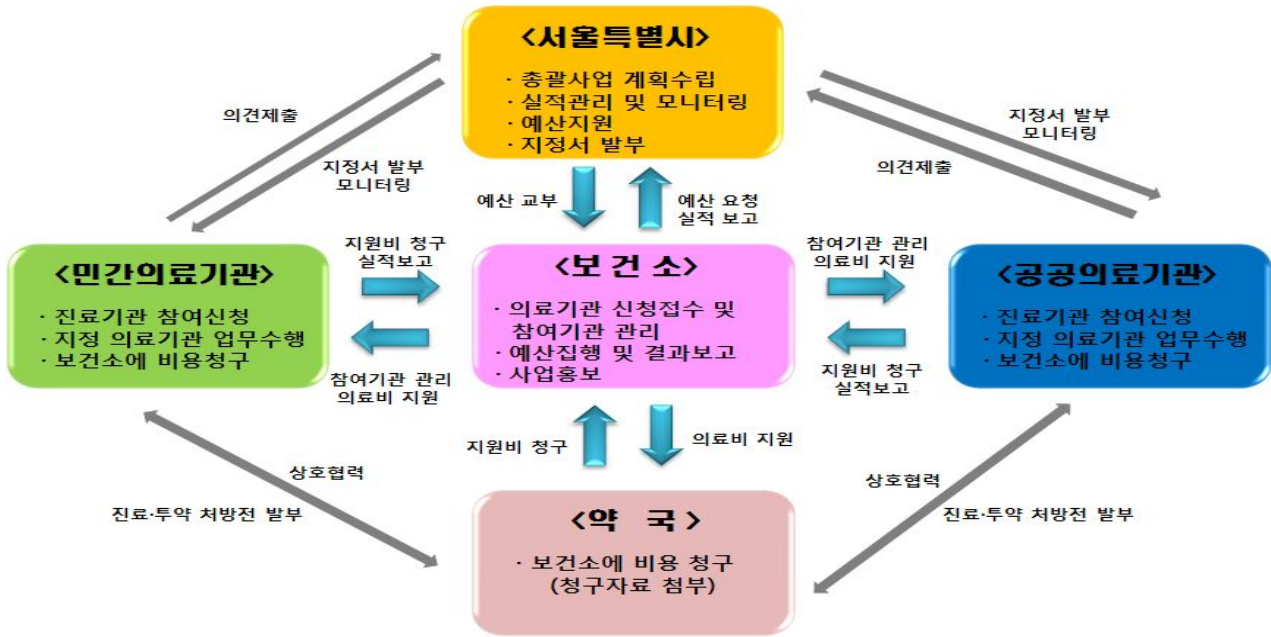 <서울특별시>
· 총괄사업 계획수립
· 실적관리 및 모니터링
· 예산지원
· 지정서 발부
의견제출
지정서 발부
모니터링
지정서 발부
모니터링
의견제출
예산 교부
예산 요청
실적 보고
<민간의료기관>
· 진료기관 참여신청
· 지정 의료기관 업무수행
· 보건소에 비용청구
지원비 청구
실적보고
참여기관 관리
의료비 지원
<보건소>
· 의료기관 신청접수 및
참여기관 관리
· 예산집행 및 결과보고
· 사업홍보
참여기관 관리
의료비 지원
지원비 청구
실적보고
<공공의료기관>
· 진료기관 참여신청
· 지정 의료기관 업무수행
· 보건소에 비용청구
지원비 청구
의료비 지원
상호협력
진료·투약 처방전 발부
상호협력
진료·투약 처방전 발부
<약 국>
· 보건소에 비용 청구
(청구자료 첨부)